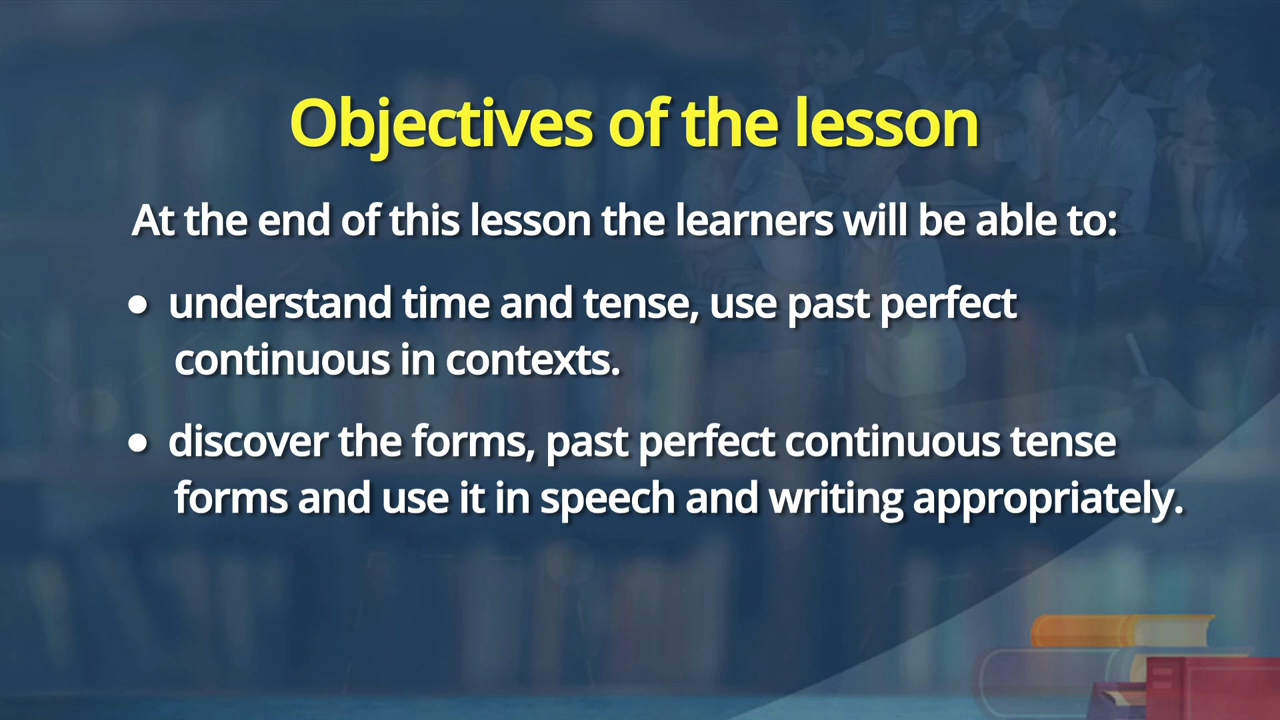 Objectives of the lesson
At the end of this lesson the learners will be able to:
● understand time and tense, use past perfect
continuous in contexts.
● discover the forms, past perfect continuous tense
forms and use it in speech and writing appropriately.